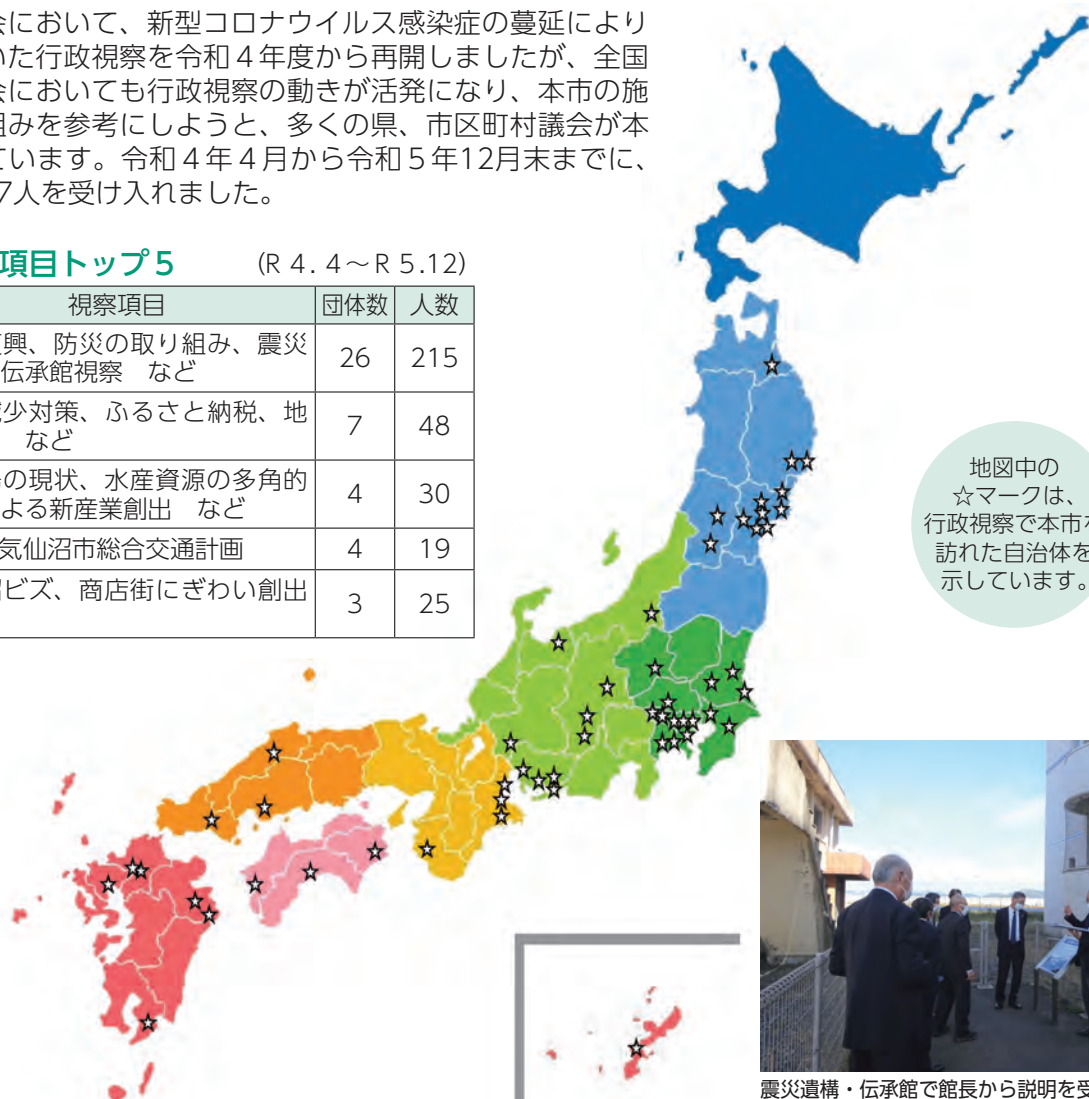 会において、新型コロナウイルス感染症の蔓延により
いた行政視察を令和４年度から再開しましたが、全国
会においても行政視察の動きが活発になり、本市の施
組みを参考にしようと、多くの県、市区町村議会が本
ています。令和４年４月から令和５年12月末までに、
7人を受け入れました。
項目トップ５　(R 4. 4～R 5.12)
視察項目　団体数　人数
興、防災の取り組み、震災
伝承館視察　など　26　215
少対策、ふるさと納税、地
など　7　48
の現状、水産資源の多角的
よる新産業創出　など　4　30
気仙沼市総合交通計画　4　19
ビズ、商店街にぎわい創出
3　25
地図中の
☆マークは、
行政視察で本市を
訪れた自治体を
示しています。
震災遺構・伝承館で館長から説明を受